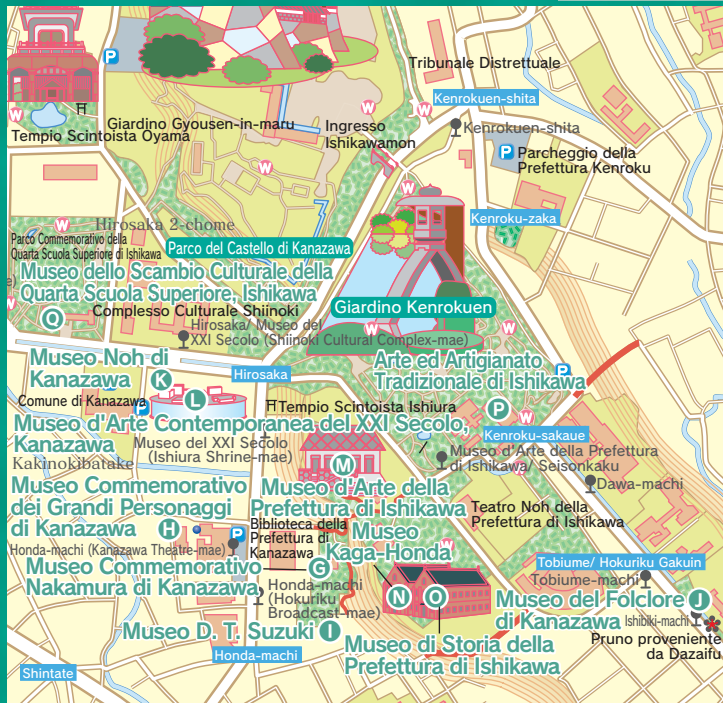 Tribunale Distrettuale
P
W
Kenrokuen-shita
Kenrokuen-shita
Giardino Gyousen-in-maru
Tempio Scintoista Oyama
Ingresso
Ishikawamon
P
Parcheggio della
Prefettura Kenroku
Kenroku-zaka
Hirosaka 2-chome
Parco Commemorativo della
Quarta Scuola Superiore di Ishikawa
Parco del Castello di Kanazawa
Museo dello Scambio Culturale della
Quarta Scuola Superiore, Ishikawa
Q
Complesso Culturale Shiinoki
Giardino Kenrokuen
Hirosaka/ Museo del
XXI Secolo (Shiinoki Cultural Complex-mae)
Museo Noh di
Kanazawa
K
Hirosaka
Arte ed Artigianato
Tradizionale di Ishikawa
P
P
Comune di Kanazawa
P
L
Tempio Scintoista Ishiura
Museo d'Arte Contemporanea del XXI Secolo,
Kanazawa
Museo del XXI Secolo
(Ishiura Shrine-mae)
Kenroku-sakaue
Museo d'Arte della Prefettura
di Ishikawa/ Seisonkaku
Kakinokibatake
M
Museo d'Arte della
Prefettura di Ishikawa
Dawa-machi
Museo Commemorativo
dei Grandi Personaggi
di Kanazawa
H
Teatro Noh della
Prefettura di Ishikawa
Biblioteca della
Prefettura di
Kanazawa
P
Honda-machi (Kanazawa Theatre-mae)
Museo
Kaga-Honda
Museo Commemorativo
Nakamura di Kanazawa
G
Tobiume/ Hokuriku Gakuin
Tobiume-machi
Honda-machi
(Hokuriku
Broadcast-mae)
N
O
Museo del Folclore
di Kanazawa
J
Ishibiki-machi
Museo D. T. Suzuki
I
Museo di Storia della
Prefettura di Ishikawa
Pruno proveniente
da Dazaifu
Honda-machi
Shintate